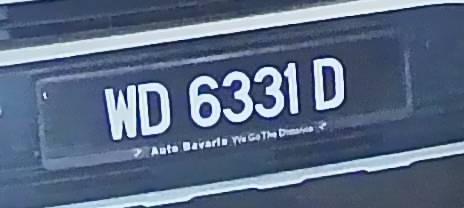 WD 6331 D
Auto Bavaria We Go The Distance